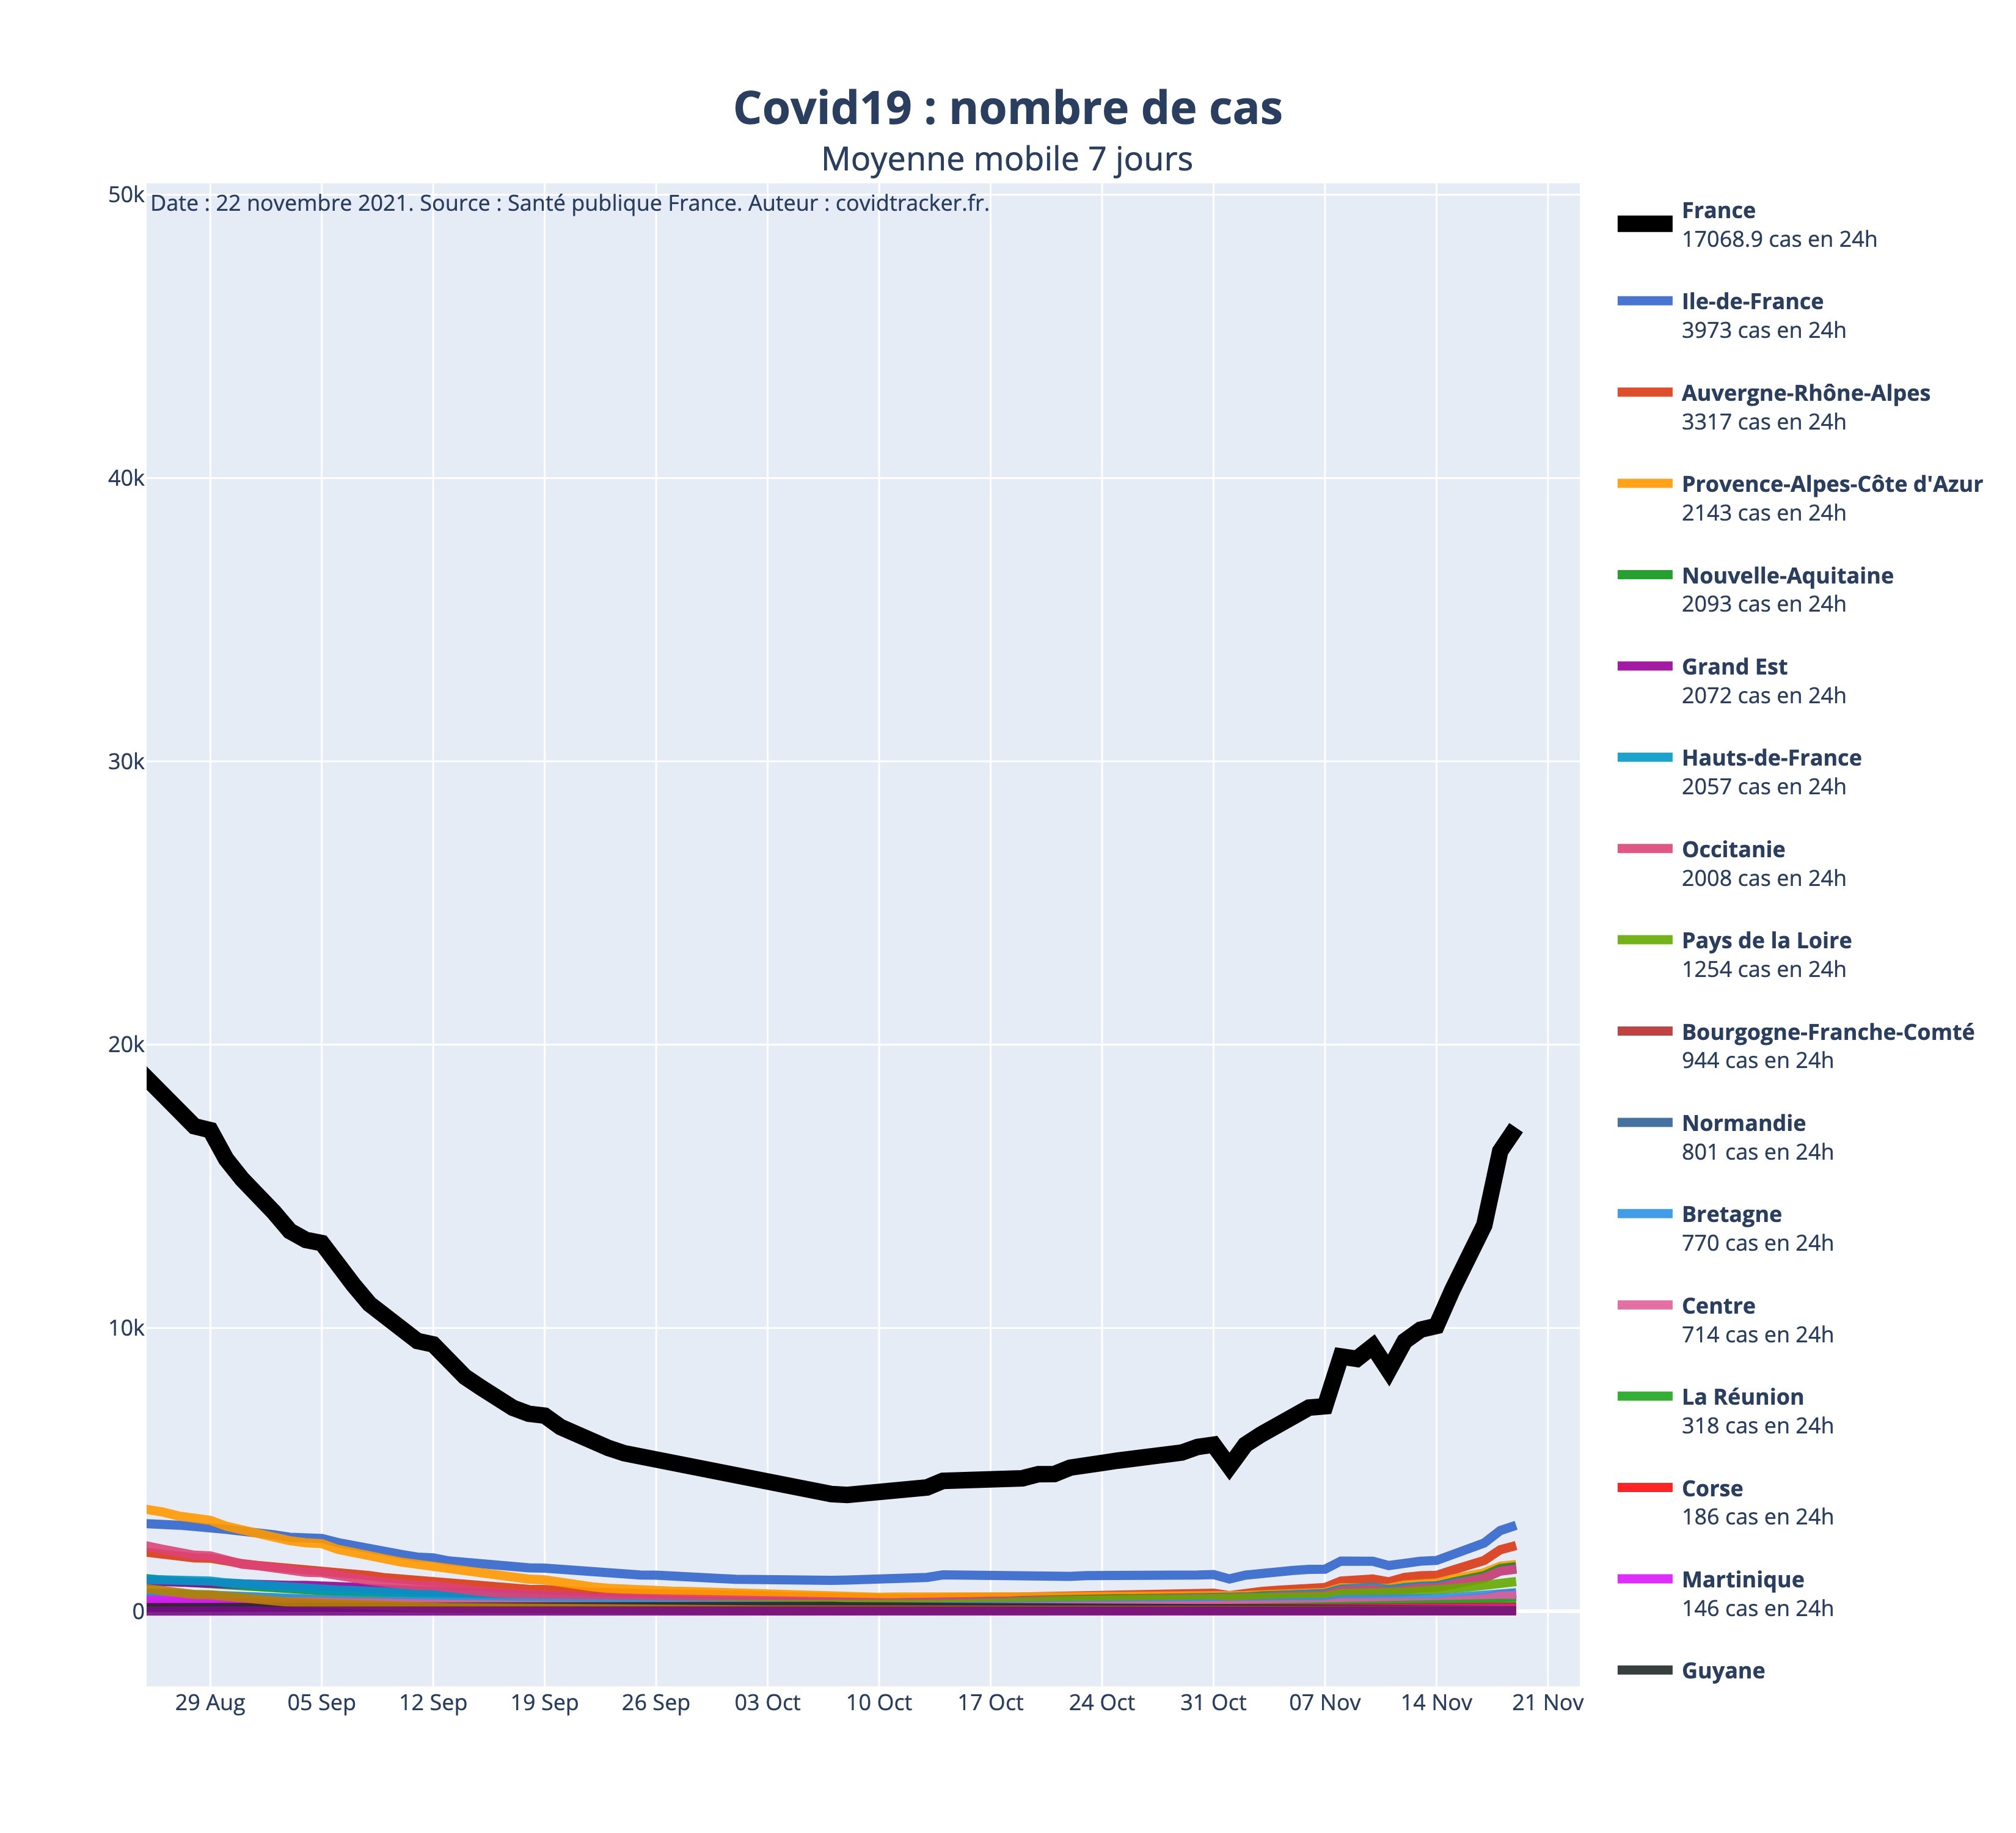 Covid19 : nombre de cas
Moyenne mobile 7 jours
Date : 22 novembre 2021. Source : Santé publique France. Auteur : covidtracker.fr.
50k
40k
30k
20k
10k
0
29 Aug
05 Sep
12 Sep
19 Sep
26 Sep
03 Oct
10 Oct
17 Oct
24 Oct
31 Oct
07 Nov
14 Nov
21 Nov
France
17068.9 cas en 24h
Ile-de-France
3973 cas en 24h
Auvergne-Rhône-Alpes
3317 cas en 24h
Provence-Alpes-Côte d'Azur
2143 cas en 24h
Nouvelle-Aquitaine
2093 cas en 24h
Grand Est
2072 cas en 24h
Hauts-de-France
2057 cas en 24h
Occitanie
2008 cas en 24h
Pays de la Loire
1254 cas en 24h
Bourgogne-Franche-Comté
944 cas en 24h
Normandie
801 cas en 24h
Bretagne
770 cas en 24h
Centre
714 cas en 24h
La Réunion
318 cas en 24h
Corse
186 cas en 24h
Martinique
146 cas en 24h
Guyane